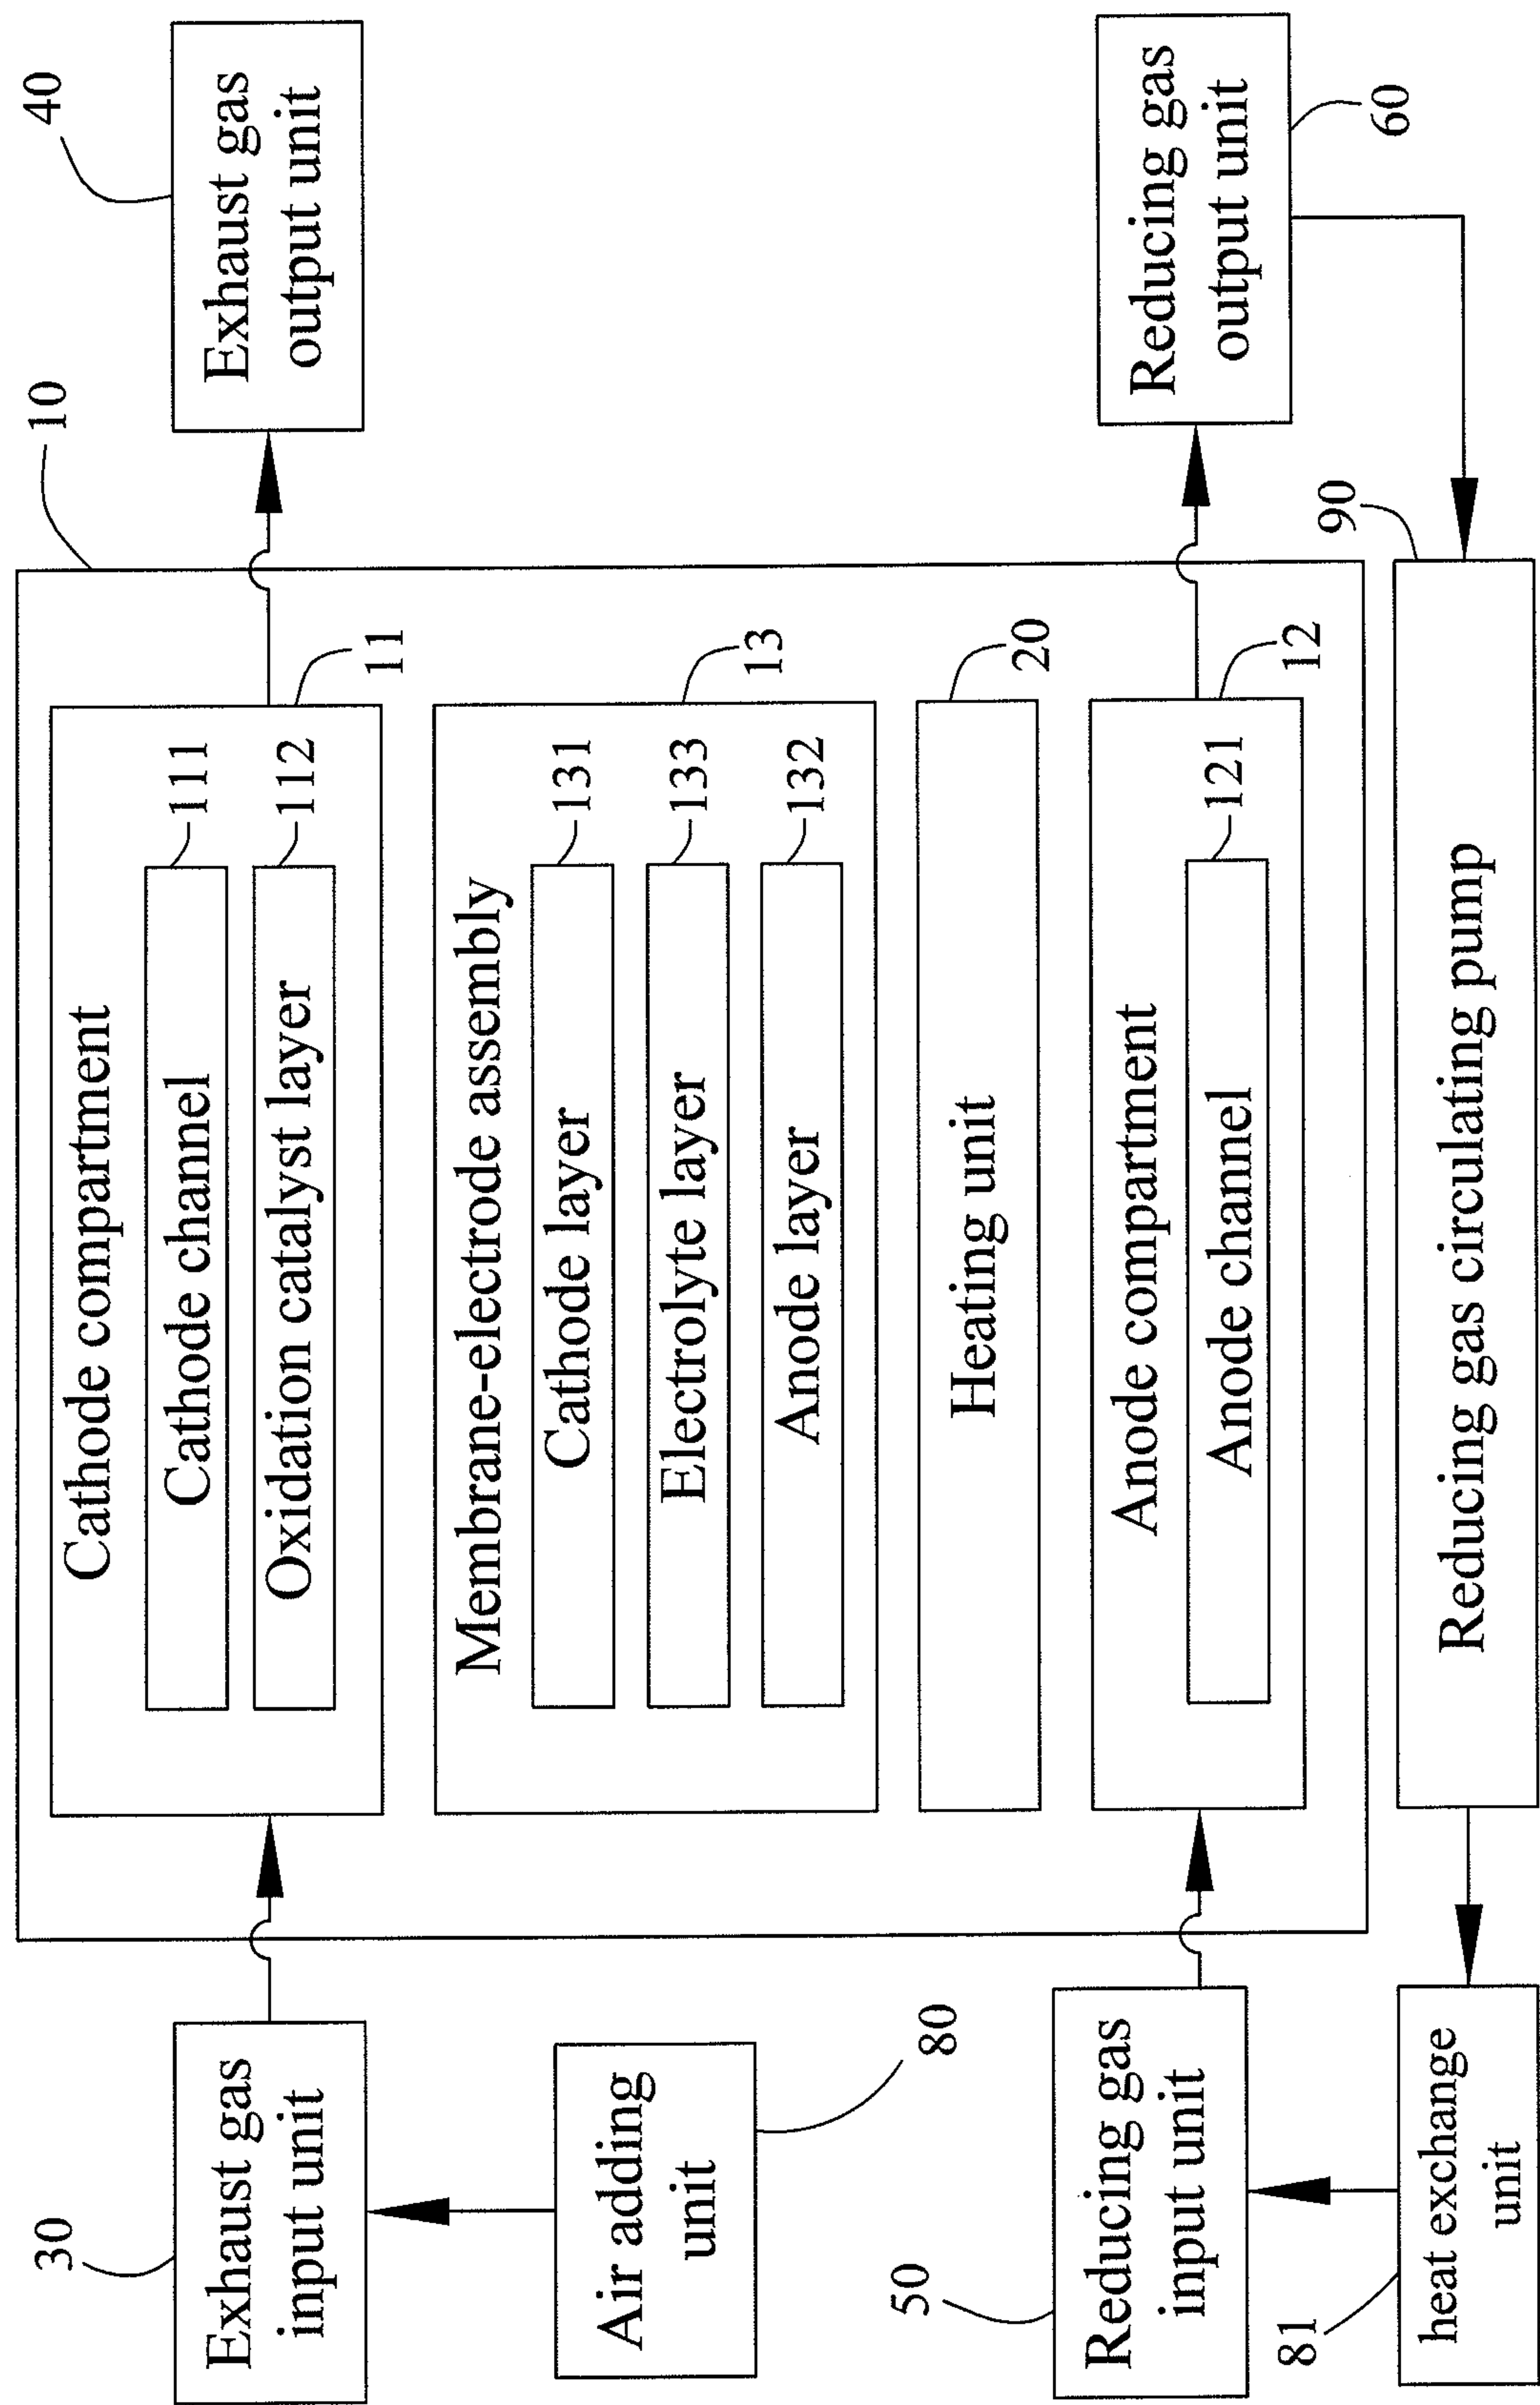 40
Exhaust gas
output unit
10
Cathode compartment
Cathode channel
111
Oxidation catalyst layer
112
11
Exhaust gas
input unit
30
Air adding
unit
80
Membrane-electrode assembly
Cathode layer
131
Electrolyte layer
133
Anode layer
132
13
Heating unit
20
Anode compartment
Anode channel
121
12
Reducing gas
output unit
60
Reducing gas
input unit
50
Reducing gas circulating pump
90
heat exchange
unit
81